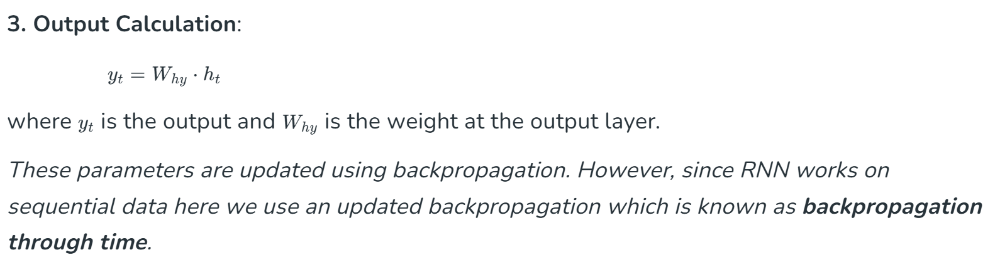 3. Output Calculation:
y_t = W_{hy} · h_t
where y_t is the output and W_{hy} is the weight at the output layer.
These parameters are updated using backpropagation. However, since RNN works on
sequential data here we use an updated backpropagation which is known as backpropagation
through time.